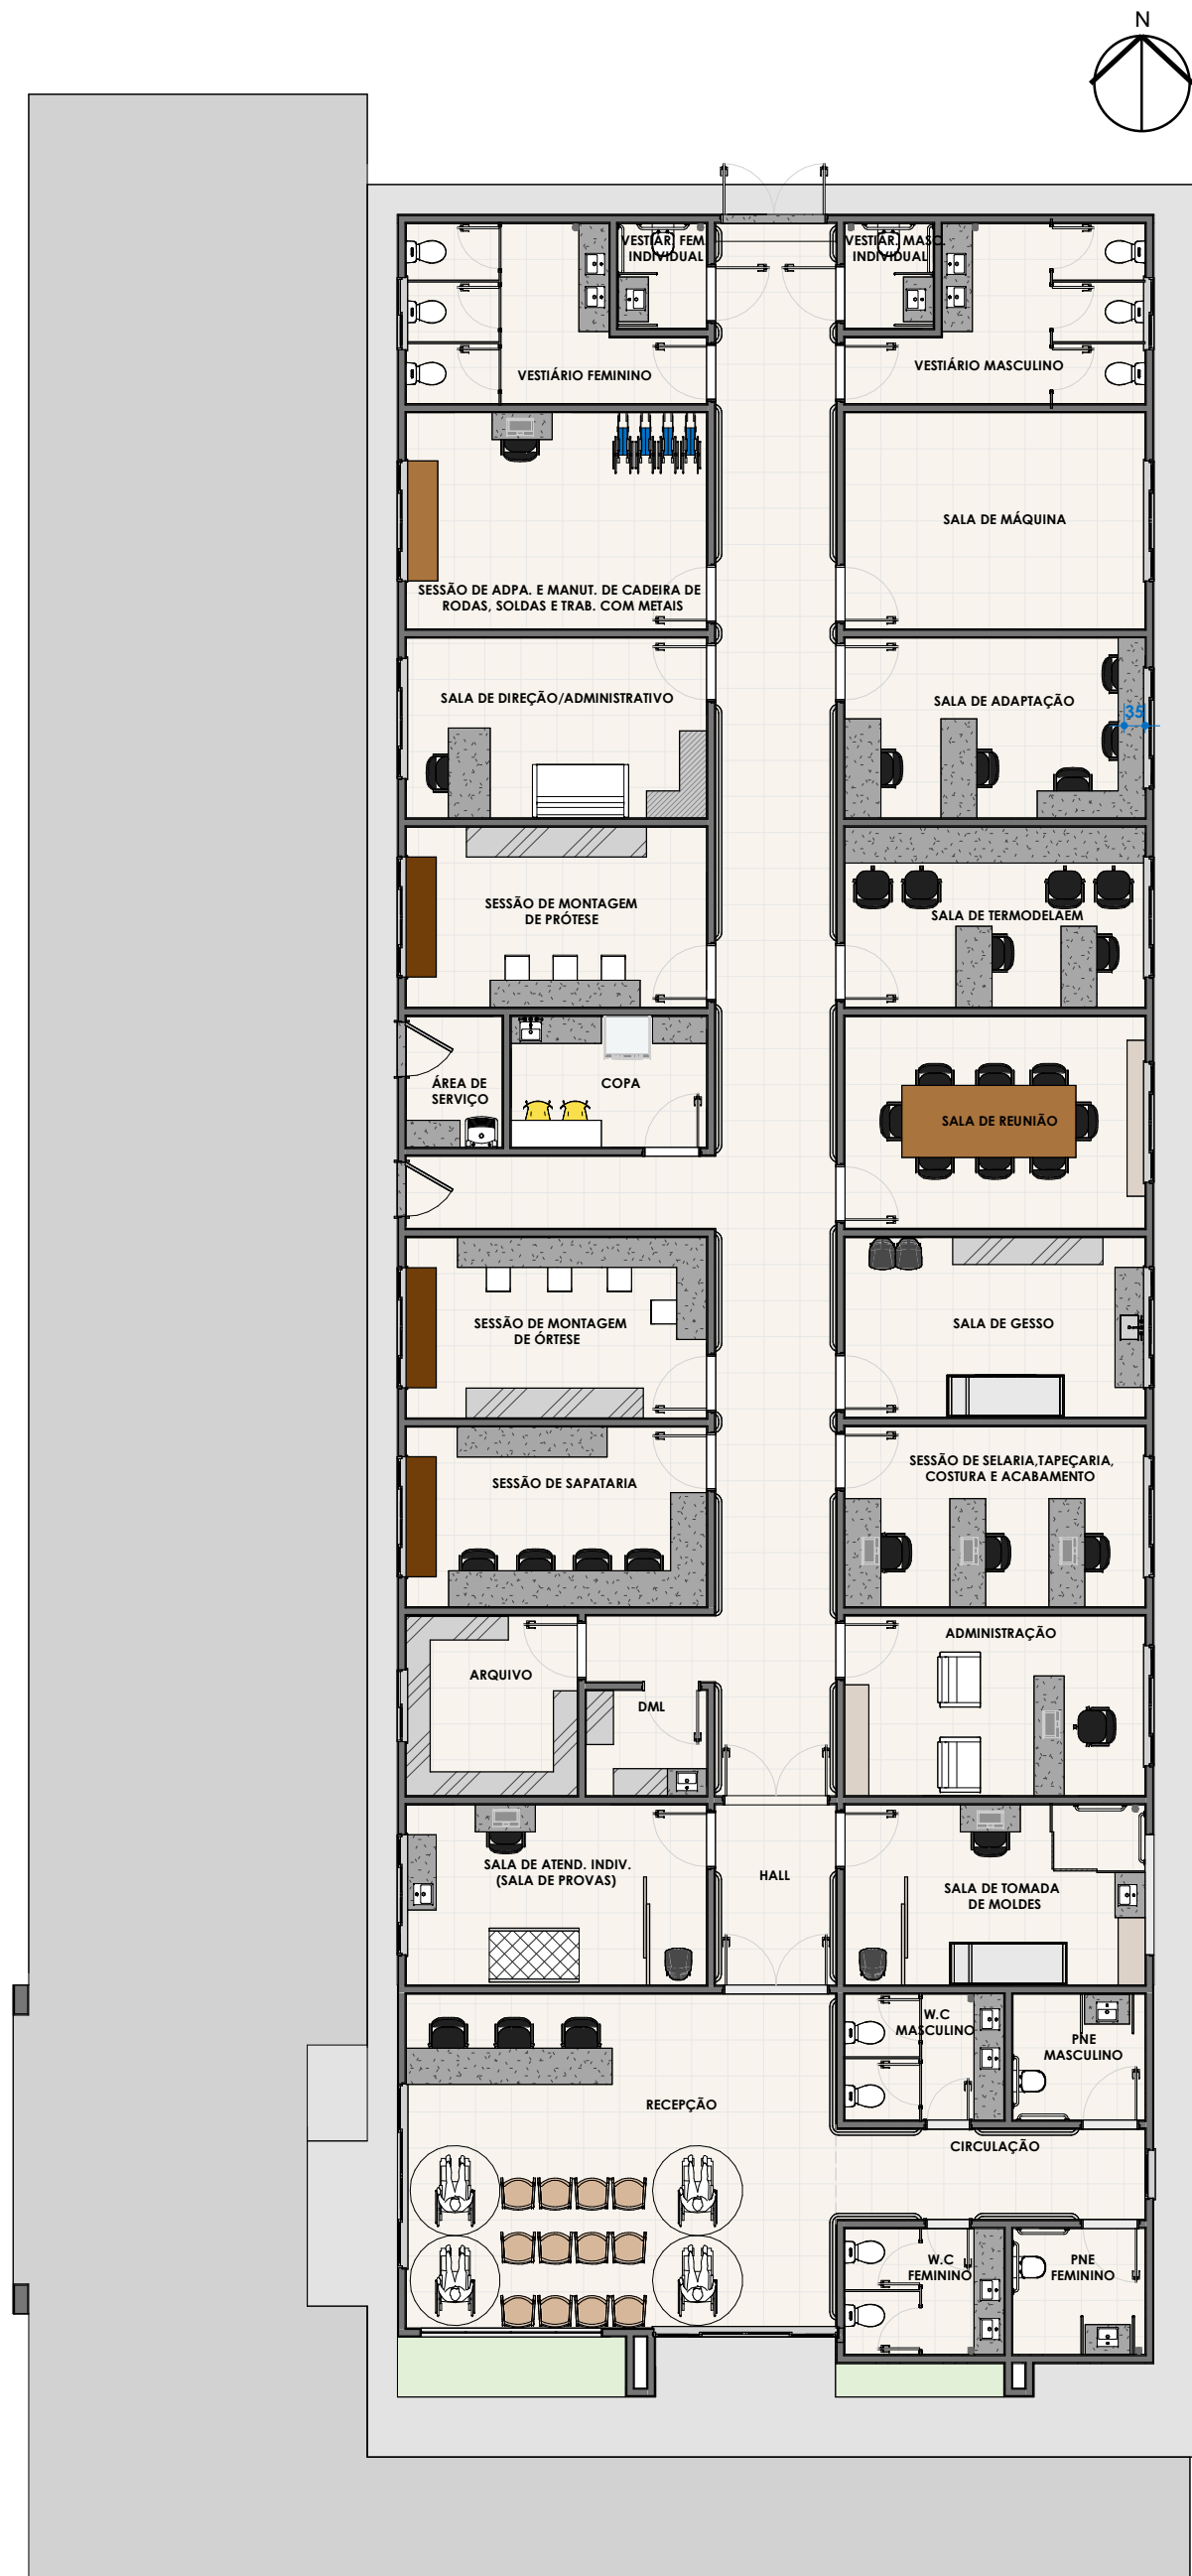 N
VESTIÁR. FEM.
INDIVIDUAL
VESTIÁR. MASC.
INDIVIDUAL
VESTIÁRIO FEMININO
VESTIÁRIO MASCULINO
SALA DE MÁQUINA
SESSÃO DE ADPA. E MANUT. DE CADEIRA DE
RODAS, SOLDAS E TRAB. COM METAIS
SALA DE DIREÇÃO/ADMINISTRATIVO
SALA DE ADAPTAÇÃO
35
SESSÃO DE MONTAGEM
DE PRÓTESE
SALA DE TERMODELAEM
ÁREA DE
SERVIÇO
COPA
SALA DE REUNIÃO
SESSÃO DE MONTAGEM
DE ÓRTESE
SALA DE GESSO
SESSÃO DE SAPATARIA
SESSÃO DE SELARIA,TAPEÇARIA,
COSTURA E ACABAMENTO
ARQUIVO
DML
ADMINISTRAÇÃO
SALA DE ATEND. INDIV.
(SALA DE PROVAS)
HALL
SALA DE TOMADA
DE MOLDES
W.C
MASCULINO
PNE
MASCULINO
RECEPÇÃO
CIRCULAÇÃO
W.C
FEMININO
PNE
FEMININO